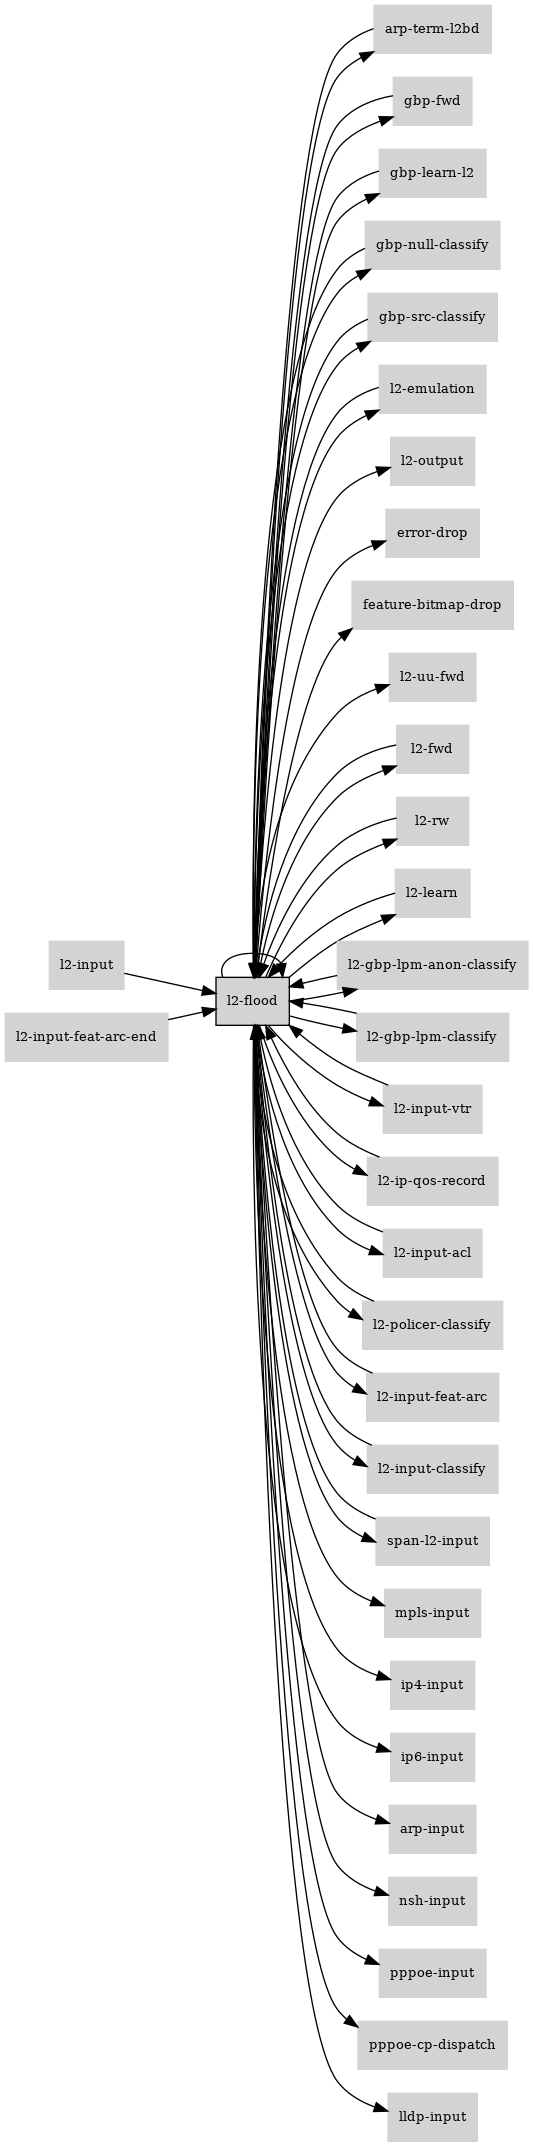 arp-term-l2bd
gbp-fwd
gbp-learn-l2
gbp-null-classify
gbp-src-classify
l2-emulation
l2-output
error-drop
feature-bitmap-drop
l2-uu-fwd
l2-fwd
l2-rw
l2-learn
l2-input
l2-gbp-lpm-anon-classify
l2-flood
l2-input-feat-arc-end
l2-gbp-lpm-classify
l2-input-vtr
l2-ip-qos-record
l2-input-acl
l2-policer-classify
l2-input-feat-arc
l2-input-classify
span-l2-input
mpls-input
ip4-input
ip6-input
arp-input
nsh-input
pppoe-input
pppoe-cp-dispatch
lldp-input